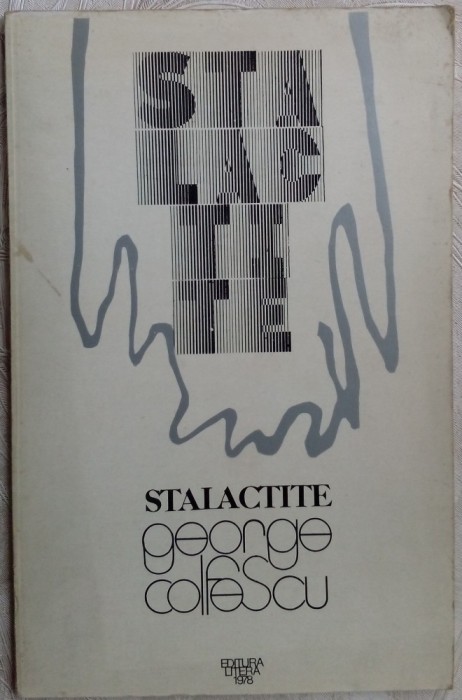 STA
LAC
TI
TE
STALACTITE
george
colfescu
EDITURA
LITERA
1978